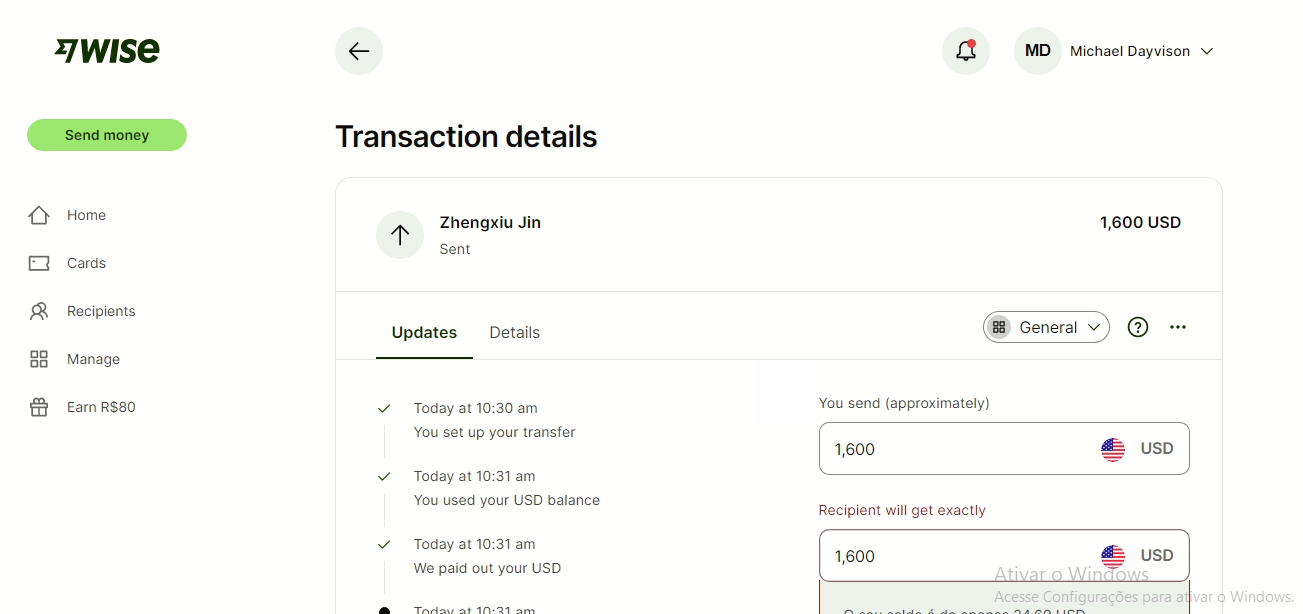 WISE
MD
Michael Dayvison
Send money
Transaction details
Home
Cards
Recipients
Manage
Earn R$80
Zhengxiu Jin
Sent
1,600 USD
Updates
Details
General
Today at 10:30 am
You set up your transfer
Today at 10:31 am
You used your USD balance
Today at 10:31 am
We paid out your USD
Today at 10:31 am
You send (approximately)
1,600
USD
Recipient will get exactly
1,600
USD
O seu saldo é de apenas 24,69 USD
Ativar o Windows
Acesse Configurações para ativar o Windows.